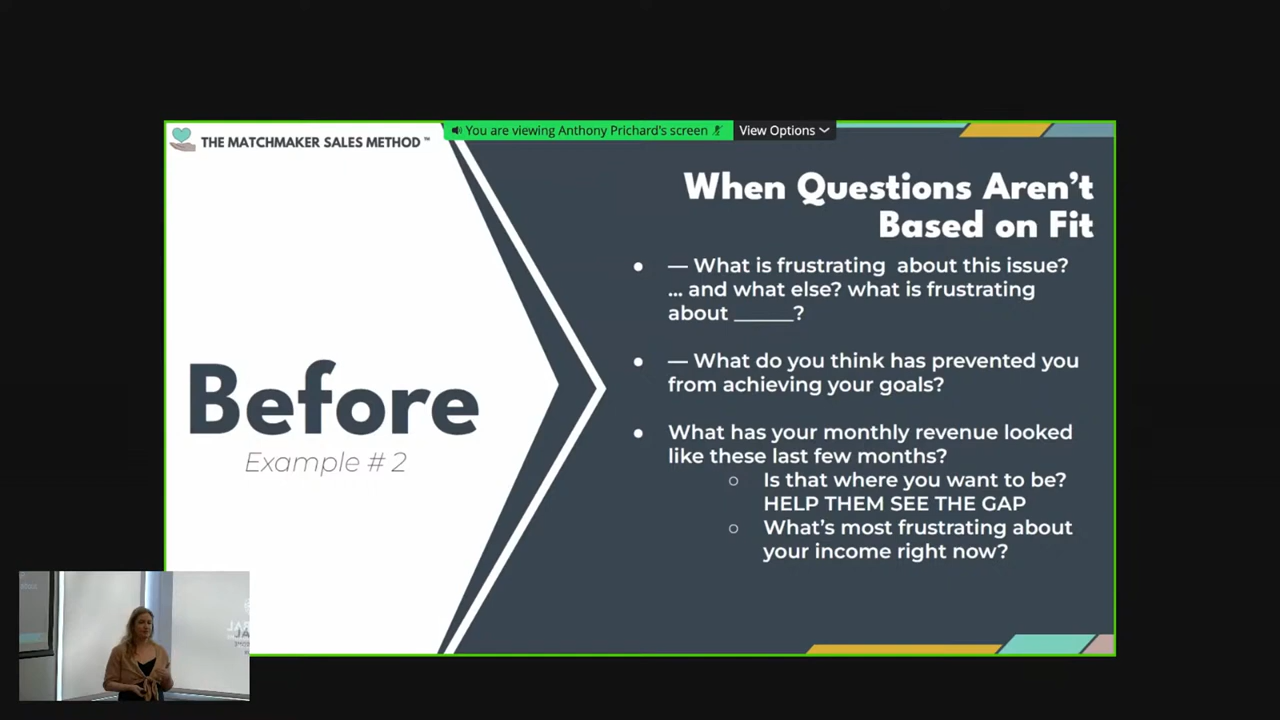 THE MATCHMAKER SALES METHOD™
You are viewing Anthony Prichard's screen
View Options
When Questions Aren't
Based on Fit
Before
Example # 2
● — What is frustrating about this issue?
... and what else? what is frustrating
about ______?
● — What do you think has prevented you
from achieving your goals?
● What has your monthly revenue looked
like these last few months?
○ Is that where you want to be?
HELP THEM SEE THE GAP
○ What's most frustrating about
your income right now?